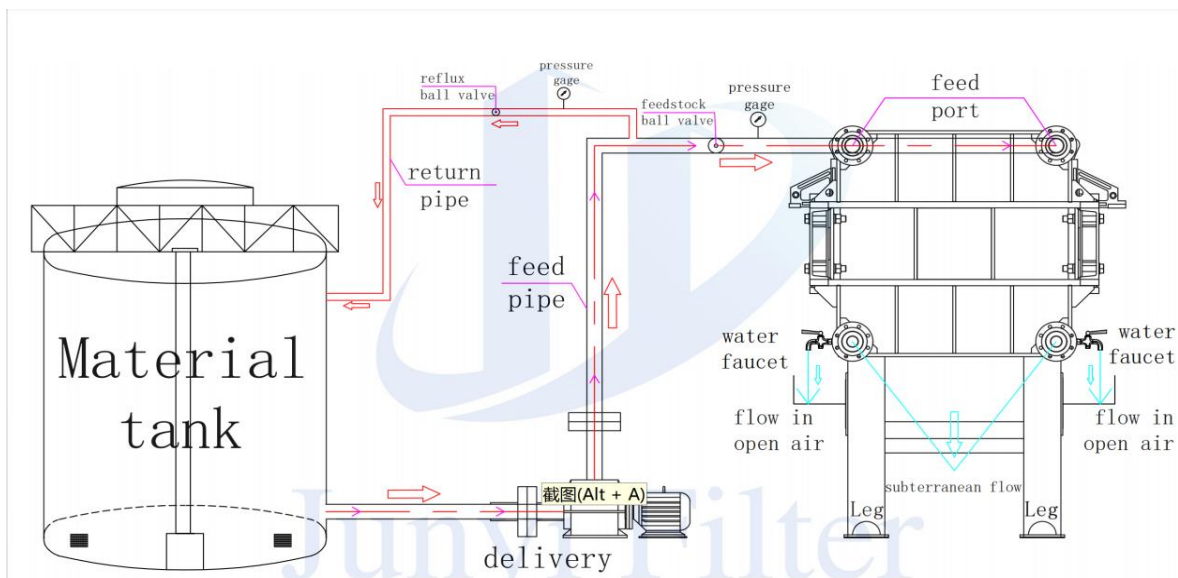 reflux
ball valve
pressure
gage
feedstock
ball valve
pressure
gage
feed
port
return
pipe
feed
pipe
Material
tank
water
faucet
water
faucet
flow in
open air
flow in
open air
subterranean flow
截图(Alt + A)
Leg
Leg
delivery
Junyi Filter